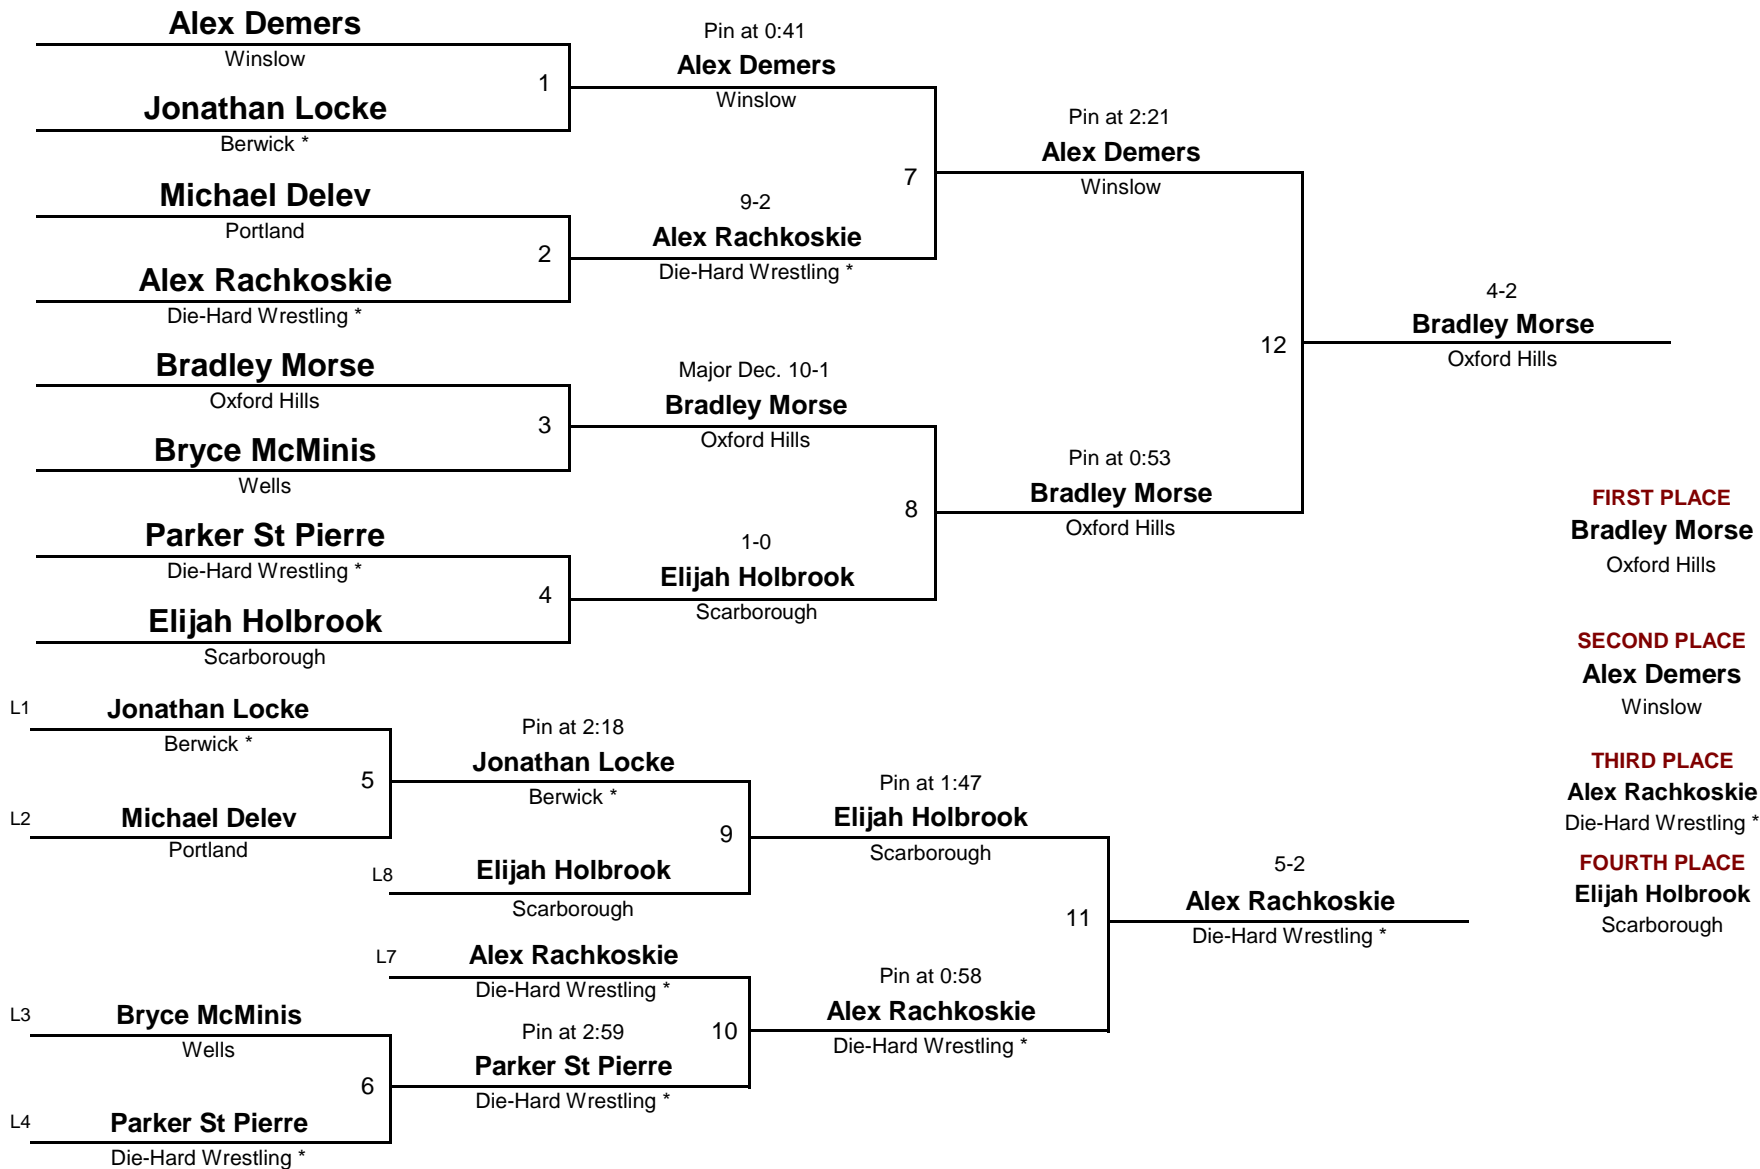 Alex Demers
Winslow
1
Jonathan Locke
Berwick *
Michael Delev
Portland
2
Alex Rachkoskie
Die-Hard Wrestling *
Bradley Morse
Oxford Hills
3
Bryce McMinis
Wells
Parker St Pierre
Die-Hard Wrestling *
4
Elijah Holbrook
Scarborough
Pin at 0:41
Alex Demers
Winslow
7
9-2
Alex Rachkoskie
Die-Hard Wrestling *
Major Dec. 10-1
Bradley Morse
Oxford Hills
8
1-0
Elijah Holbrook
Scarborough
Pin at 2:21
Alex Demers
Winslow
12
Pin at 0:53
Bradley Morse
Oxford Hills
4-2
Bradley Morse
Oxford Hills
FIRST PLACE
Bradley Morse
Oxford Hills
SECOND PLACE
Alex Demers
Winslow
THIRD PLACE
Alex Rachkoskie
Die-Hard Wrestling *
FOURTH PLACE
Elijah Holbrook
Scarborough
L1 Jonathan Locke
Berwick *
5
L2 Michael Delev
Portland
L3 Bryce McMinis
Wells
6
L4 Parker St Pierre
Die-Hard Wrestling *
Pin at 2:18
Jonathan Locke
Berwick *
9
L8 Elijah Holbrook
Scarborough
L7 Alex Rachkoskie
Die-Hard Wrestling *
10
Pin at 2:59
Parker St Pierre
Die-Hard Wrestling *
Pin at 1:47
Elijah Holbrook
Scarborough
11
Pin at 0:58
Alex Rachkoskie
Die-Hard Wrestling *
5-2
Alex Rachkoskie
Die-Hard Wrestling *